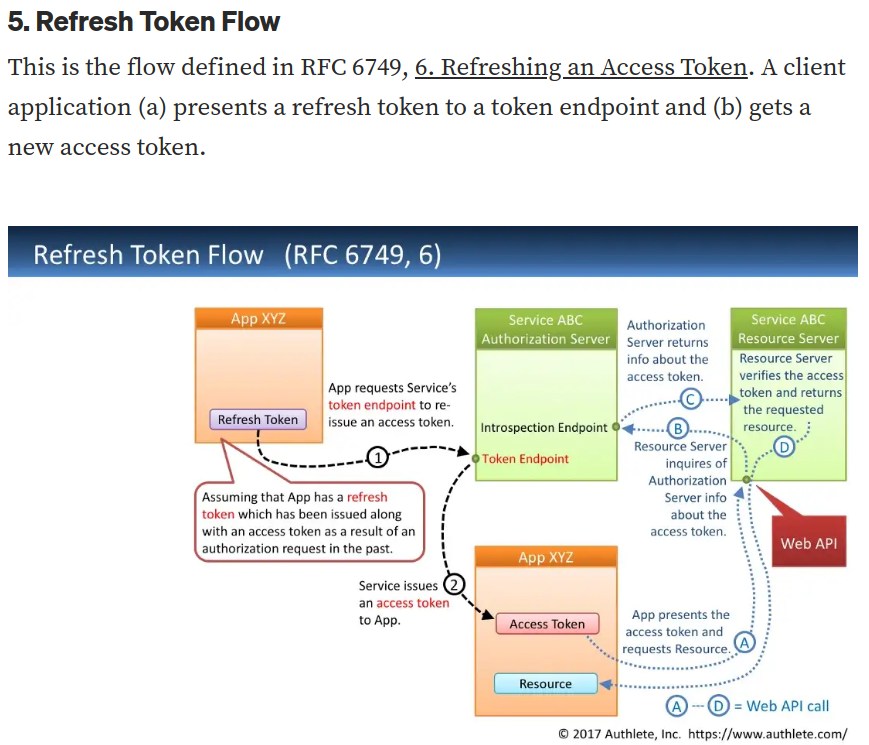 5. Refresh Token Flow
This is the flow defined in RFC 6749, 6. Refreshing an Access Token. A client
application (a) presents a refresh token to a token endpoint and (b) gets a
new access token.
Refresh Token Flow (RFC 6749, 6)
App XYZ
Refresh Token
Assuming that App has a refresh
token which has been issued along
with an access token as a result of an
authorization request in the past.
App requests Service's
token endpoint to re-
issue an access token.
1
Service ABC
Authorization Server
Introspection Endpoint
Token Endpoint
Authorization
Server returns
info about the
access token.
C
B
Resource Server
inquires of
Authorization
Server info
about the
access token.
Service ABC
Resource Server
Resource Server
verifies the access
token and returns
the requested
resource.
D
Web API
Service issues
an access token
to App.
2
App XYZ
Access Token
Resource
App presents the
access token and
requests Resource.
A
A -- D = Web API call
© 2017 Authlete, Inc. https://www.authlete.com/